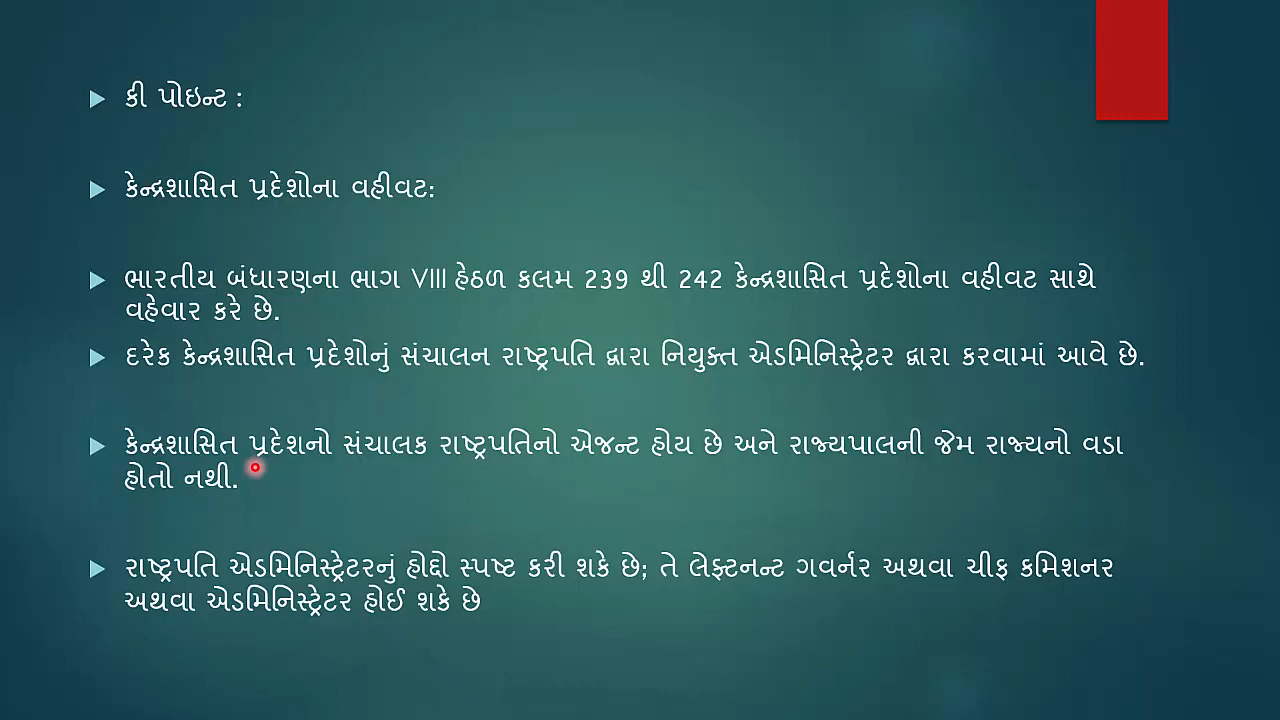 કી પોઇન્ટ :
કેન્દ્રશાસિત પ્રદેશોના વહીવટ:
ભારતીય બંધારણના ભાગ VIII હેઠળ કલમ 239 થી 242 કેન્દ્રશાસિત પ્રદેશોના વહીવટ સાથે
વહેવાર કરે છે.
દરેક કેન્દ્રશાસિત પ્રદેશોનું સંચાલન રાષ્ટ્રપતિ દ્વારા નિયુક્ત એડમિનિસ્ટ્રેટર દ્વારા કરવામાં આવે છે.
કેન્દ્રશાસિત પ્રદેશનો સંચાલક રાષ્ટ્રપતિનો એજન્ટ હોય છે અને રાજ્યપાલની જેમ રાજ્યનો વડા
હોતો નથી.
રાષ્ટ્રપતિ એડમિનિસ્ટ્રેટરનું હોદ્દો સ્પષ્ટ કરી શકે છે; તે લેફ્ટનન્ટ ગવર્નર અથવા ચીફ કમિશનર
અથવા એડમિનિસ્ટ્રેટર હોઈ શકે છે